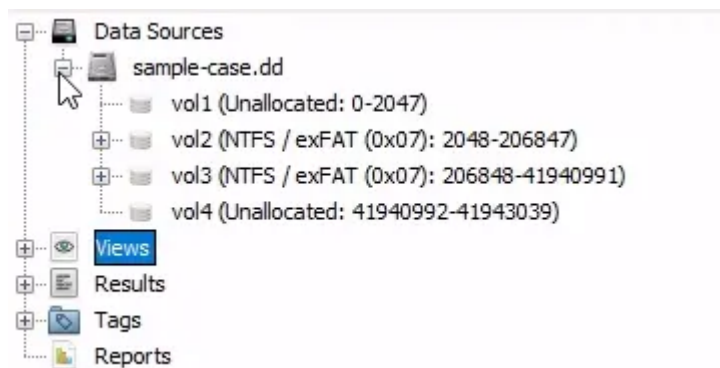 Data Sources
sample-case.dd
vol1 (Unallocated: 0-2047)
vol2 (NTFS / exFAT (0x07): 2048-206847)
vol3 (NTFS / exFAT (0x07): 206848-41940991)
vol4 (Unallocated: 41940992-41943039)
Views
Results
Tags
Reports